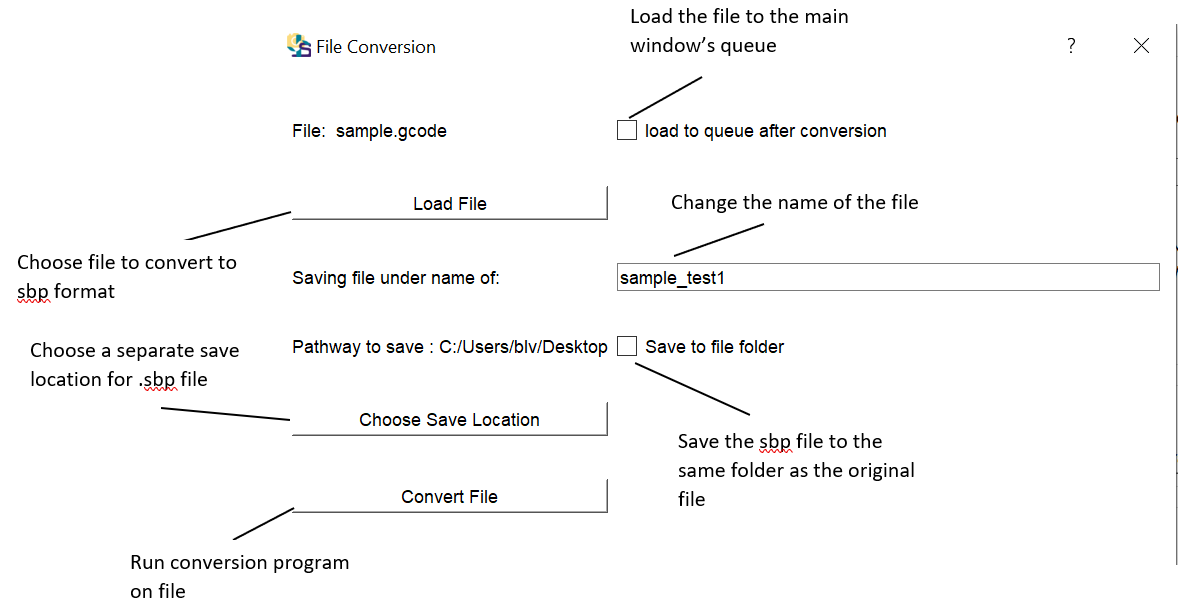 Load the file to the main
window’s queue
File Conversion
?
File:  sample.gcode
load to queue after conversion
Load File
Change the name of the file
Choose file to convert to
sbp format
Saving file under name of:
sample_test1
Pathway to save : C:/Users/blv/Desktop
Save to file folder
Choose a separate save
location for .sbp file
Choose Save Location
Save the sbp file to the
same folder as the original
file
Convert File
Run conversion program
on file